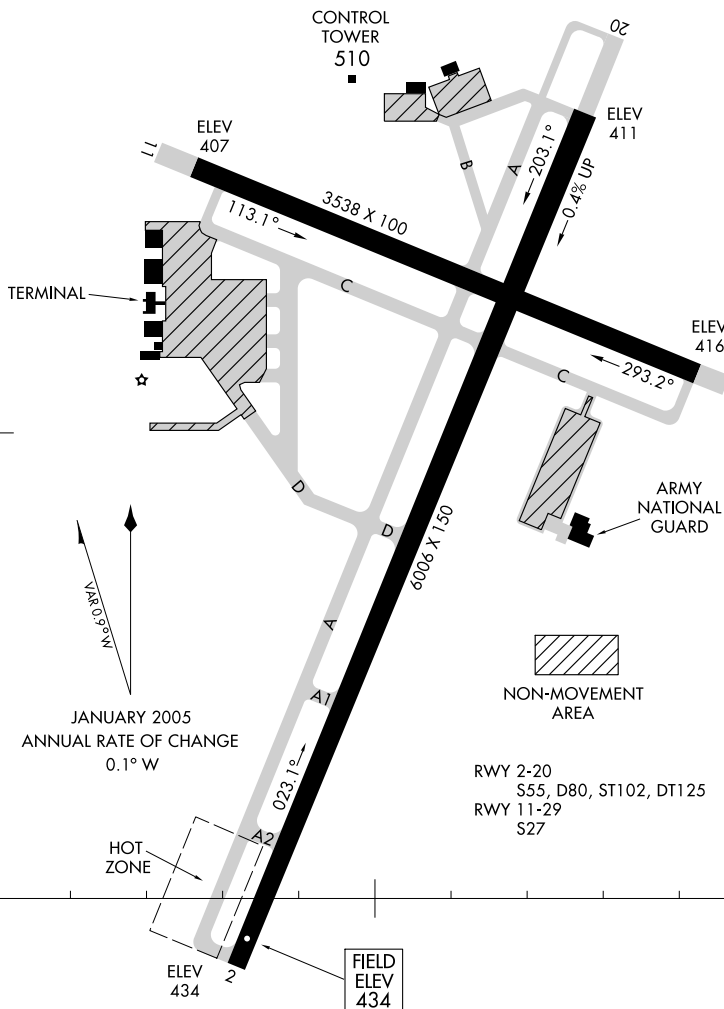 CONTROL
TOWER
510
20
ELEV
411
ELEV
407
11
A
203.1°
0.4% UP
B
3538 X 100
113.1°
C
TERMINAL
ELEV
416
293.2°
C
D
D
6006 X 150
ARMY
NATIONAL
GUARD
VAR 0.9° W
A
NON-MOVEMENT
AREA
A1
JANUARY 2005
ANNUAL RATE OF CHANGE
0.1° W
023.1°
RWY 2-20
S55, D80, ST102, DT125
RWY 11-29
S27
A2
HOT
ZONE
ELEV
434
2
FIELD
ELEV
434